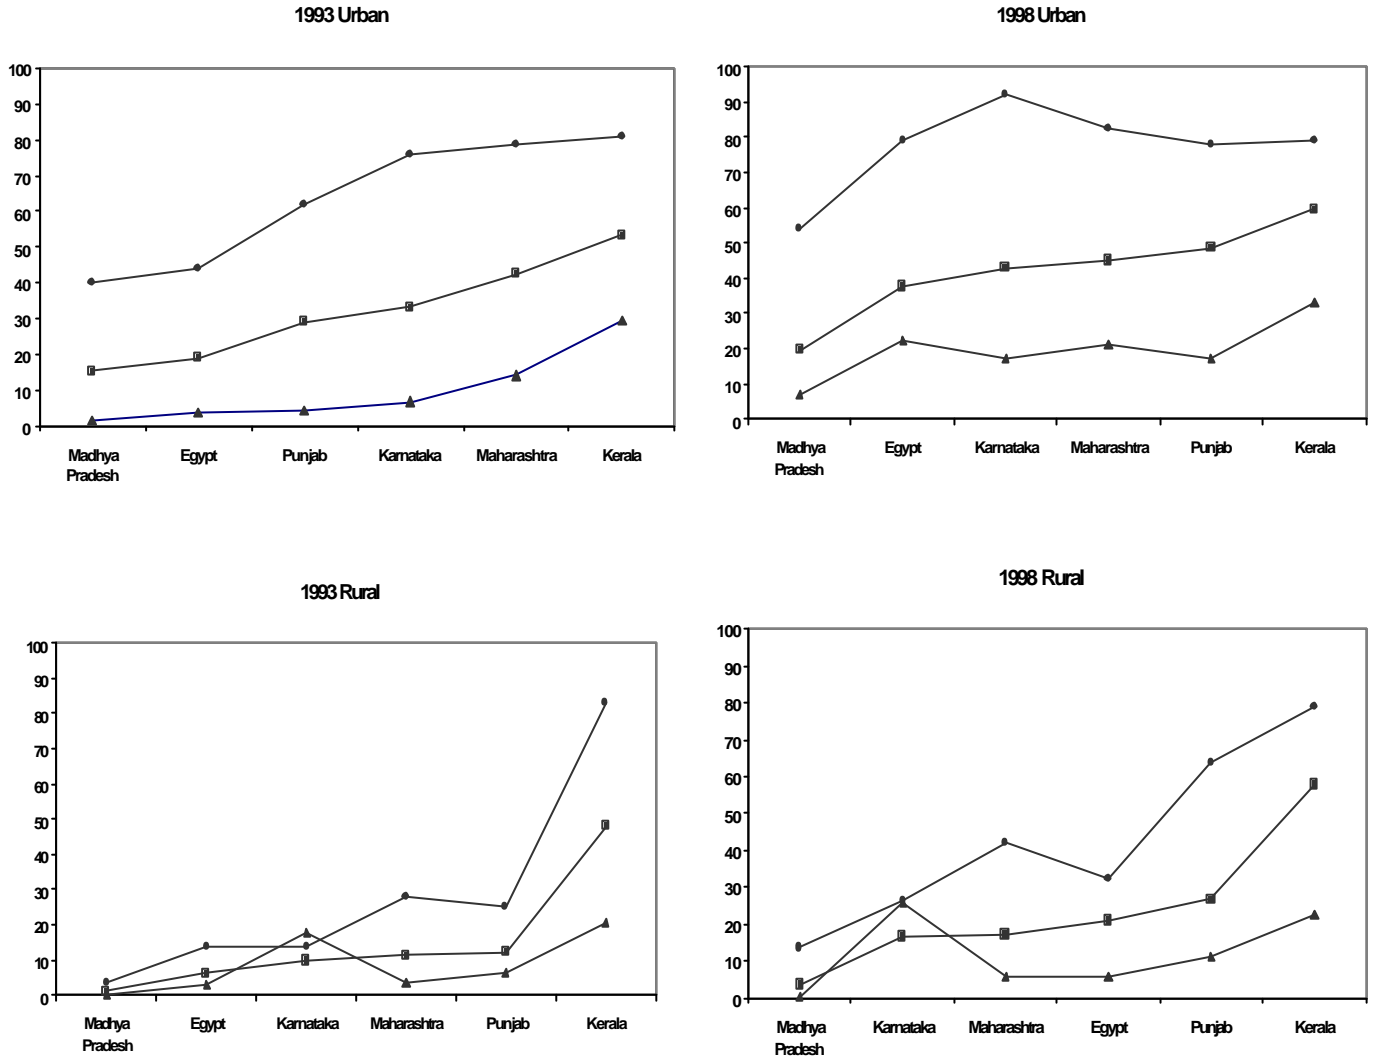 1993 Urban
100
90
80
70
60
50
40
30
20
10
0
Madhya Pradesh
Egypt
Punjab
Karnataka
Maharashtra
Kerala
1998 Urban
100
90
80
70
60
50
40
30
20
10
0
Madhya Pradesh
Egypt
Karnataka
Maharashtra
Punjab
Kerala
1993 Rural
100
90
80
70
60
50
40
30
20
10
0
Madhya Pradesh
Egypt
Karnataka
Maharashtra
Punjab
Kerala
1998 Rural
100
90
80
70
60
50
40
30
20
10
0
Madhya Pradesh
Karnataka
Maharashtra
Egypt
Punjab
Kerala